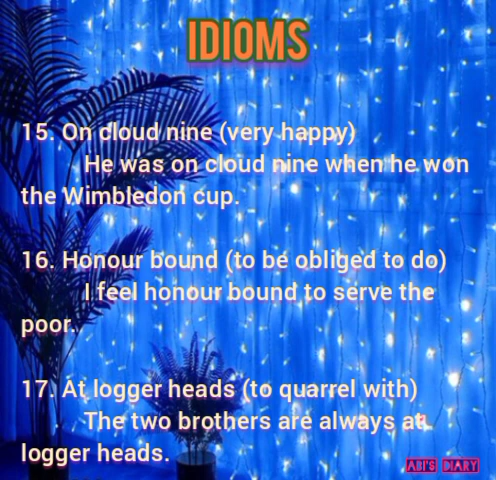 IDIOMS
15. On cloud nine (very happy)
He was on cloud nine when he won
the Wimbledon cup.
16. Honour bound (to be obliged to do)
I feel honour bound to serve the
poor.
17. At logger heads (to quarrel with)
The two brothers are always at
logger heads.
ABI'S DIARY